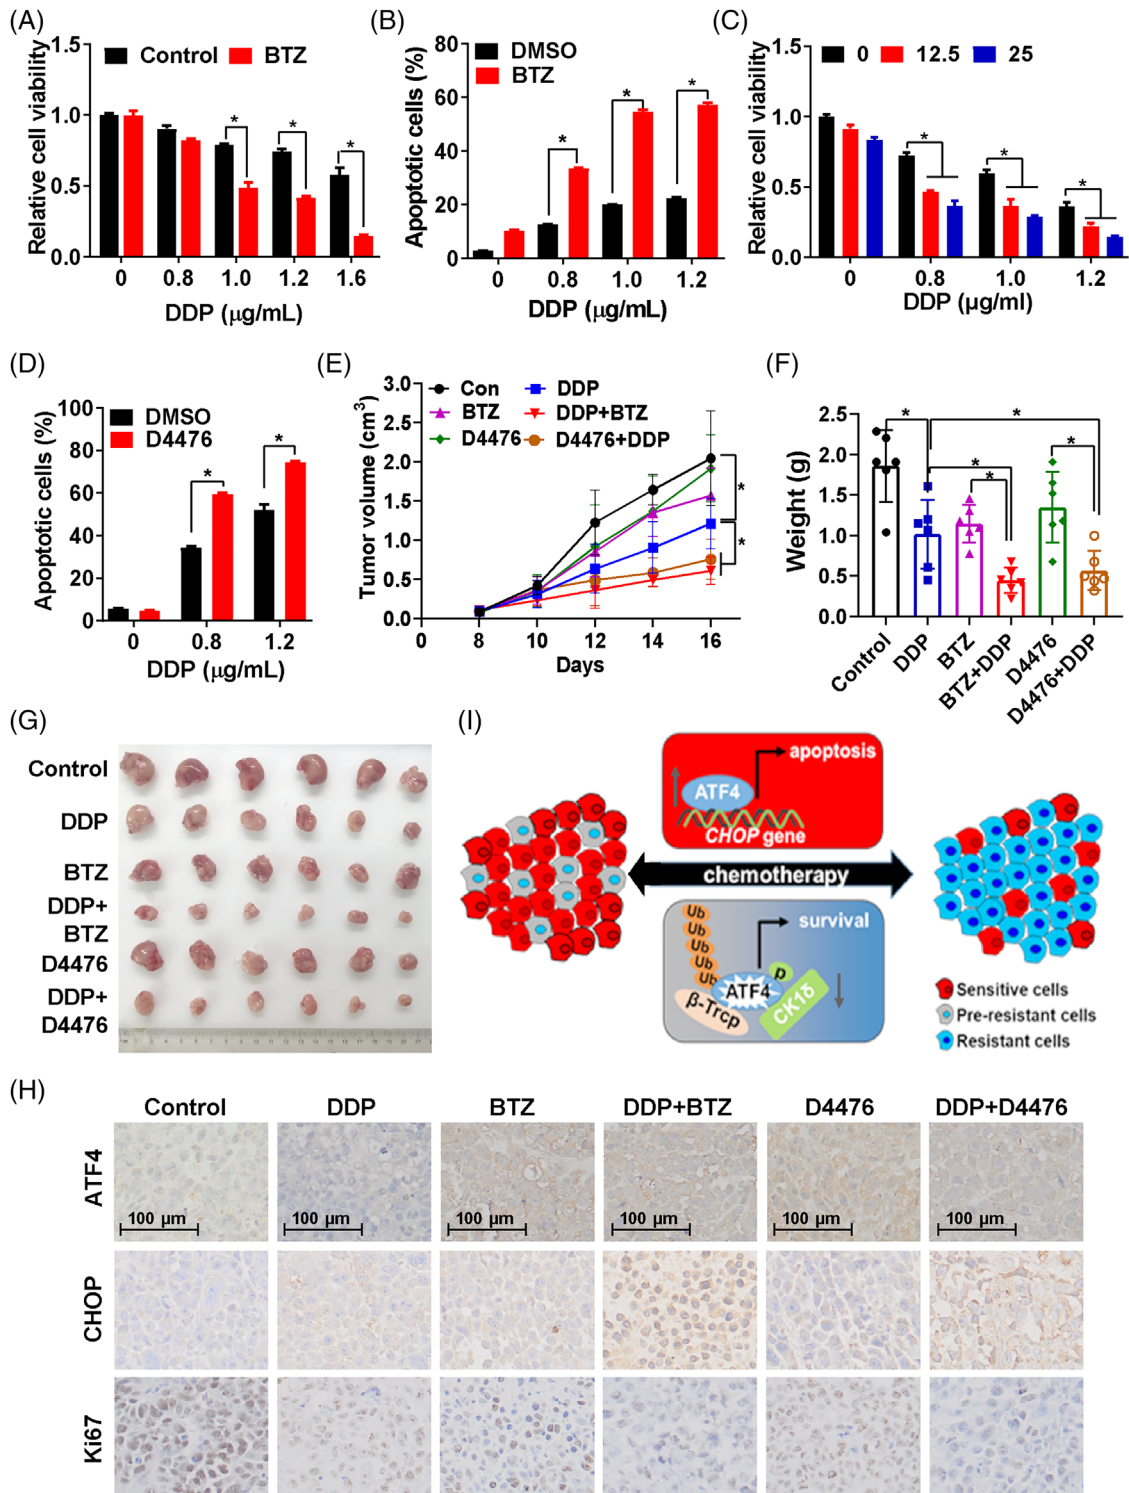 (A)
1.5
1.0
0.5
0.0
Relative cell viability
Control BTZ
* * *
0 0.8 1.0 1.2 1.6
DDP (μg/mL)
(B)
80
60
40
20
0
Apoptotic cells (%)
DMSO
BTZ
* * *
0 0.8 1.0 1.2
DDP (μg/mL)
(C)
1.5
1.0
0.5
0.0
Relative cell viability
0 12.5 25
* * *
0 0.8 1.0 1.2
DDP (μg/ml)
(D)
100
80
60
40
20
0
Apoptotic cells (%)
DMSO
D4476
* *
0 0.8 1.2
DDP (μg/mL)
(E)
3.0
2.5
2.0
1.5
1.0
0.5
0.0
Tumor volume (cm³)
Con DDP
BTZ DDP+BTZ
D4476 D4476+DDP
*
*
0 8 10 12 14 16
Days
(F)
2.5
2.0
1.5
1.0
0.5
0.0
Weight (g)
* *
* *
*
Control
DDP
BTZ
BTZ+DDP
D4476
D4476+DDP
(G)
Control
DDP
BTZ
DDP+
BTZ
D4476
DDP+
D4476
(I)
apoptosis
ATF4
CHOP gene
chemotherapy
survival
Ub
Ub
Ub
Ub
Ub
ATF4
p
β-Trcp
CK1δ
Sensitive cells
Pre-resistant cells
Resistant cells
(H)
Control DDP BTZ DDP+BTZ D4476 DDP+D4476
ATF4
100 μm 100 μm 100 μm 100 μm 100 μm 100 μm
CHOP
Ki67